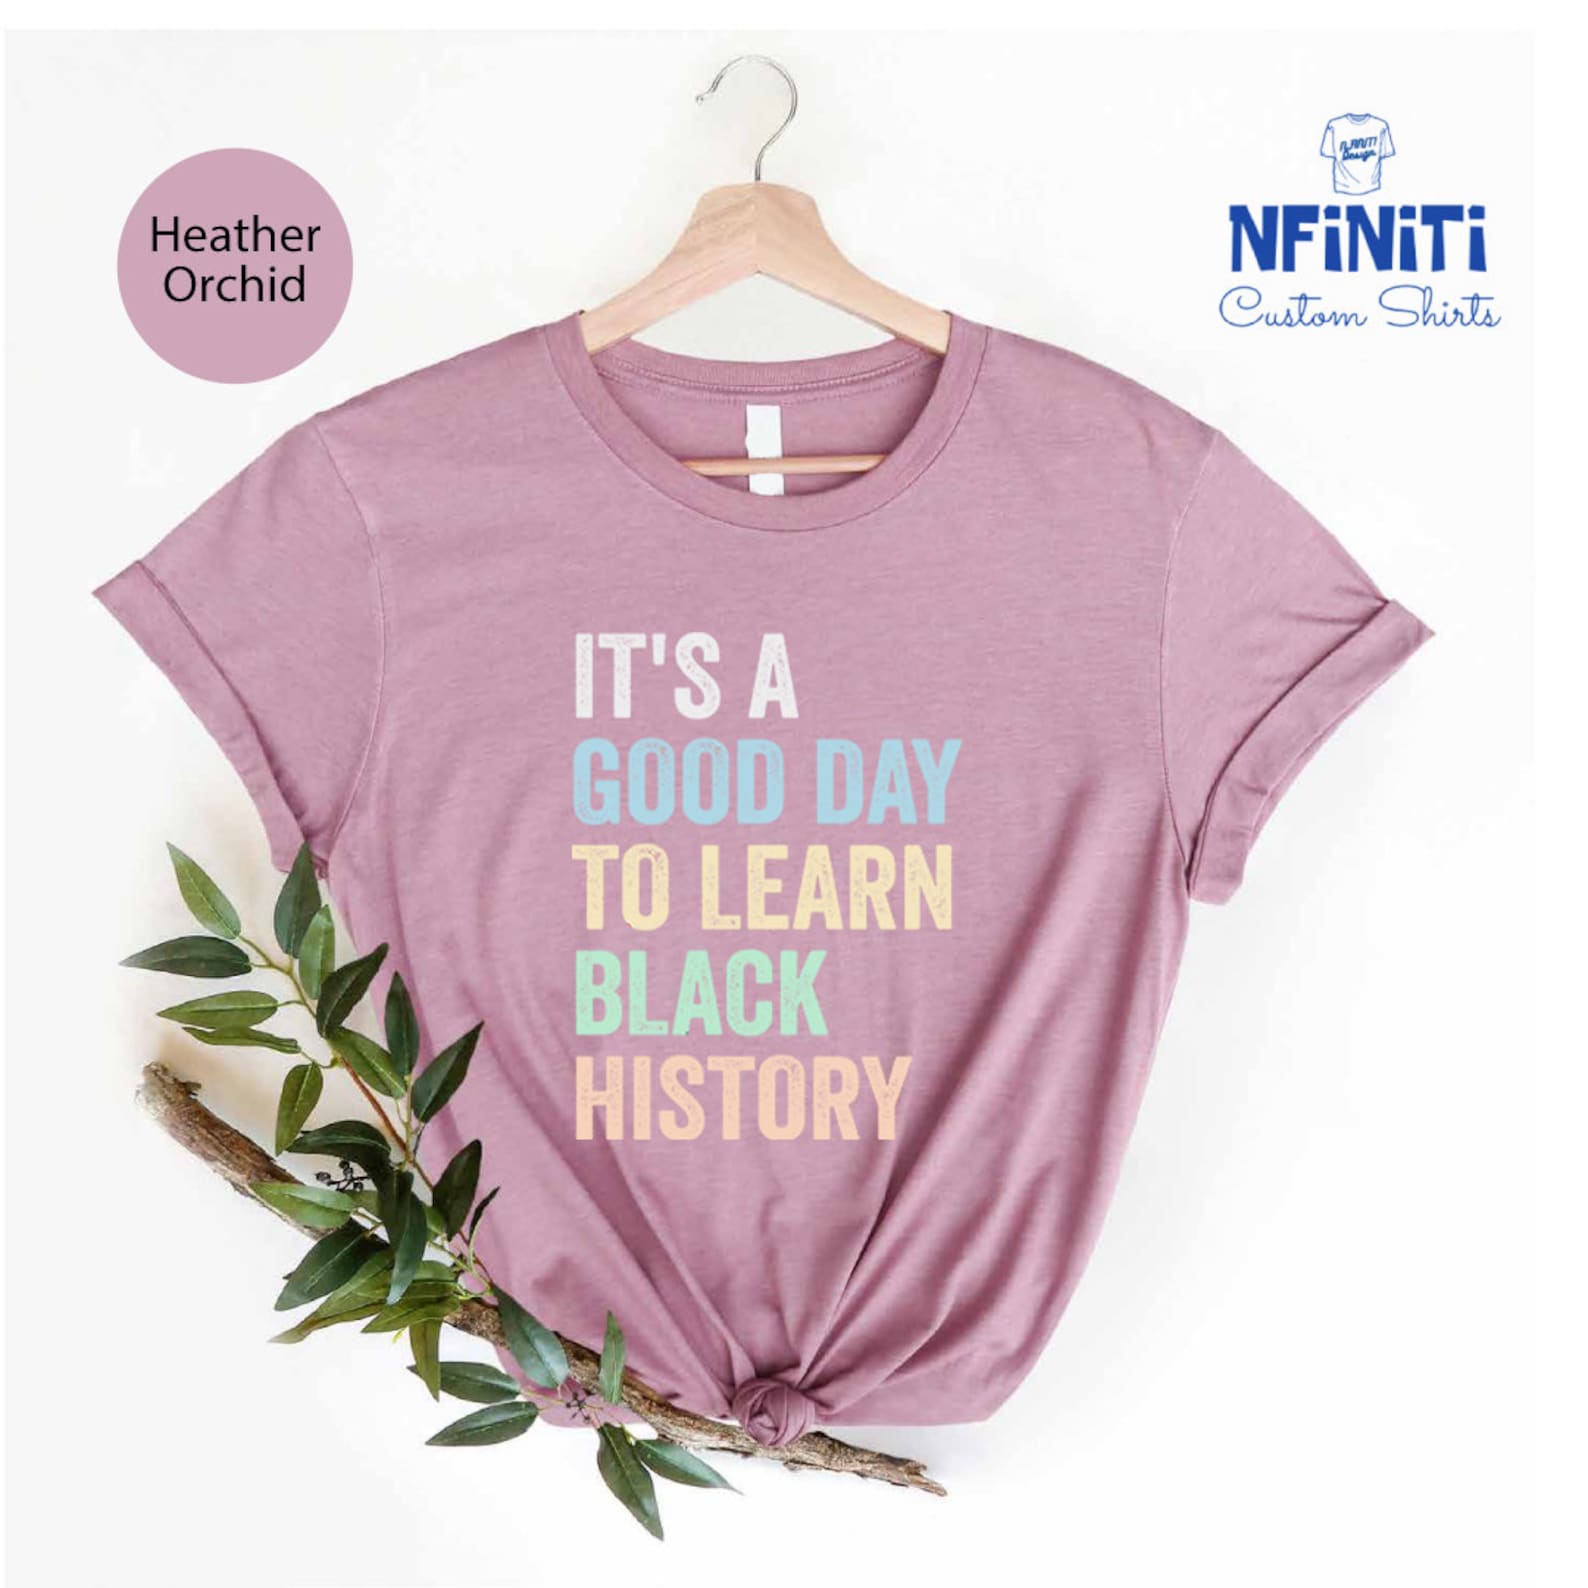 Heather
Orchid
NFiNiTi
Custom Shirts
IT'S A
GOOD DAY
TO LEARN
BLACK
HISTORY